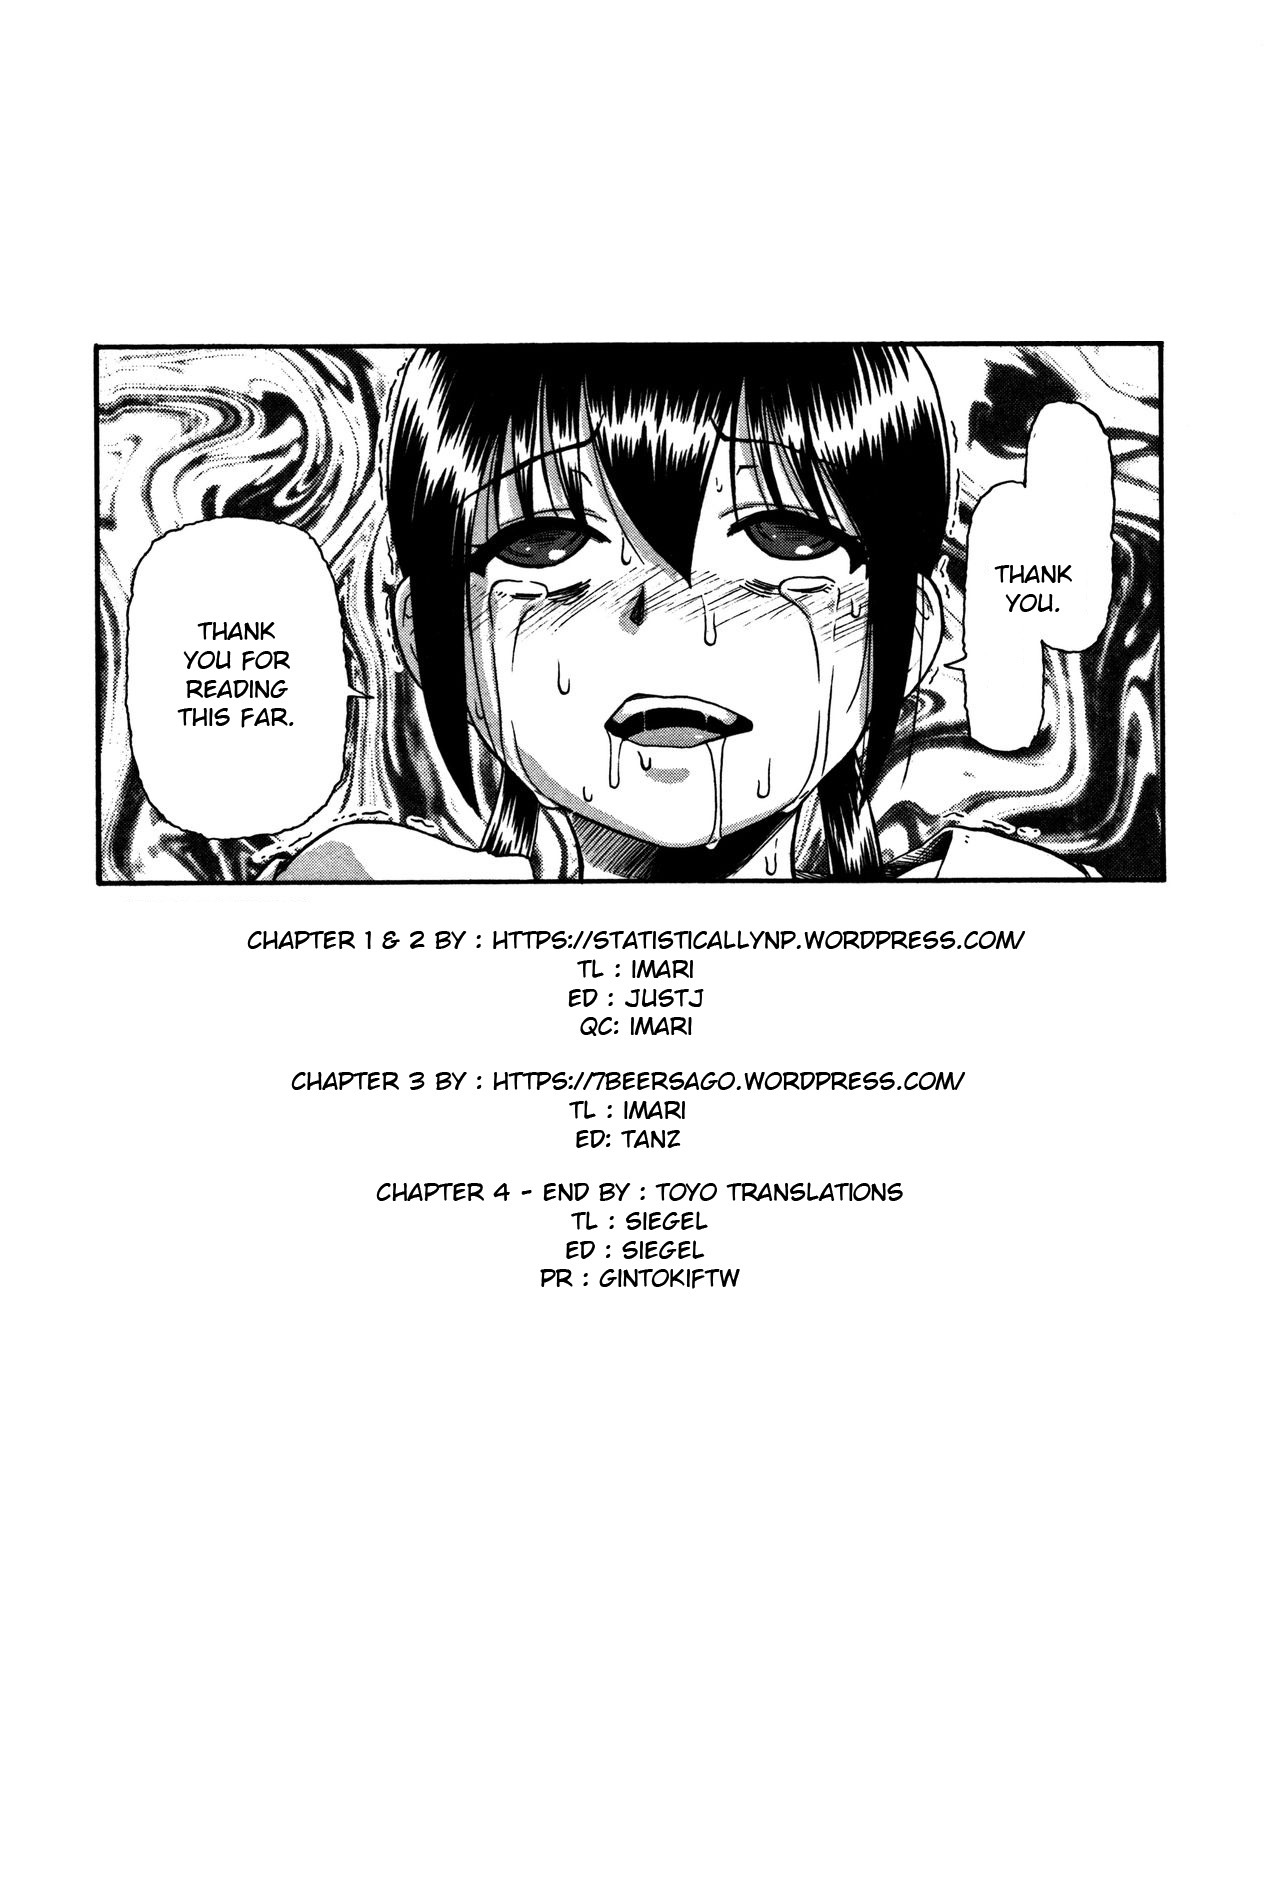 THANK
YOU.
THANK
YOU FOR
READING
THIS FAR.
CHAPTER 1 & 2 BY : HTTPS://STATISTICALLYNP.WORDPRESS.COM/
TL : IMARI
ED : JUSTJ
QC: IMARI
CHAPTER 3 BY : HTTPS://7BEERSAGO.WORDPRESS.COM/
TL : IMARI
ED: TANZ
CHAPTER 4 - END BY : TOYO TRANSLATIONS
TL : SIEGEL
ED : SIEGEL
PR : GINTOKIFTW